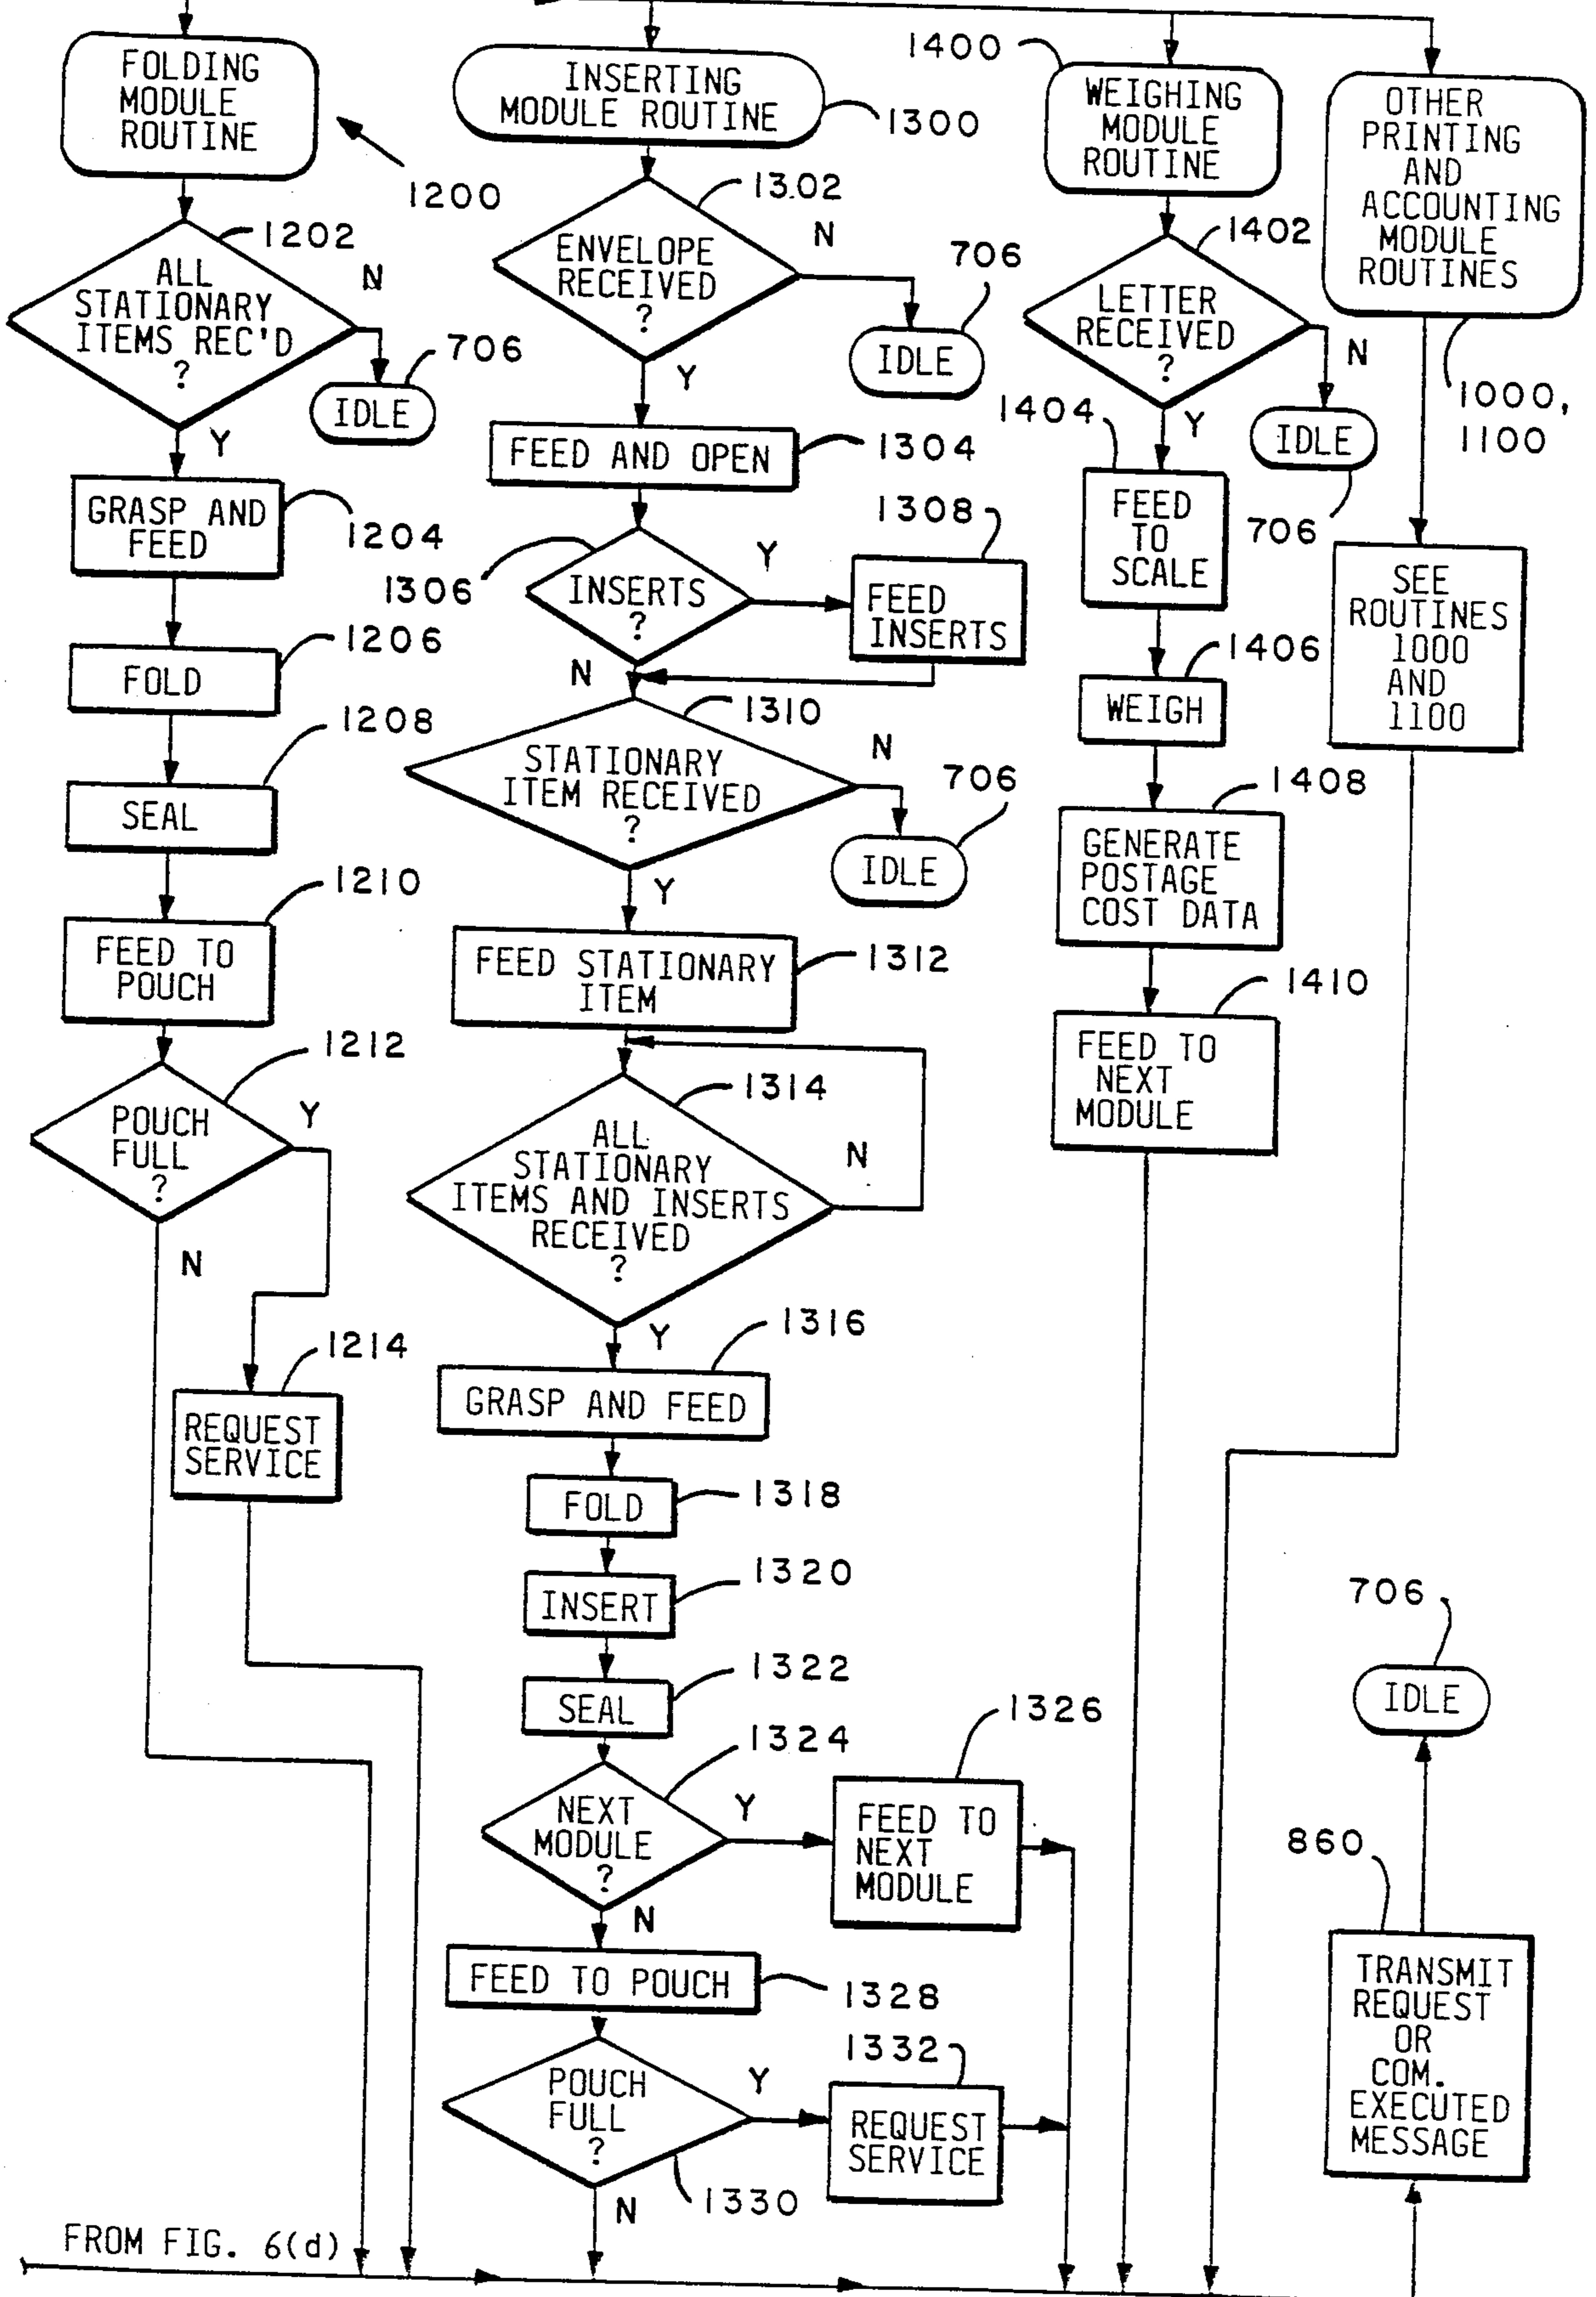 FOLDING
MODULE
ROUTINE
1200
1202
ALL
STATIONARY
ITEMS REC'D
?
N
706
IDLE
Y
GRASP AND
FEED
1204
1206
FOLD
1208
SEAL
1210
FEED TO
POUCH
1212
POUCH
FULL
?
Y
N
1214
REQUEST
SERVICE
INSERTING
MODULE ROUTINE
1300
1302
ENVELOPE
RECEIVED
?
N
706
IDLE
Y
FEED AND OPEN
1304
1306
INSERTS
?
Y
1308
FEED
INSERTS
N
1310
STATIONARY
ITEM RECEIVED
?
N
706
IDLE
Y
FEED STATIONARY
ITEM
1312
1314
ALL
STATIONARY
ITEMS AND INSERTS
RECEIVED
?
N
Y
1316
GRASP AND FEED
FOLD
1318
INSERT
1320
SEAL
1322
1324
NEXT
MODULE
?
Y
1326
FEED TO
NEXT
MODULE
N
FEED TO POUCH
1328
POUCH
FULL
?
Y
1330
N
1332
REQUEST
SERVICE
1400
WEIGHING
MODULE
ROUTINE
1402
LETTER
RECEIVED
?
N
IDLE
706
Y
1404
FEED
TO
SCALE
1406
WEIGH
1408
GENERATE
POSTAGE
COST DATA
1410
FEED TO
NEXT
MODULE
OTHER
PRINTING
AND
ACCOUNTING
MODULE
ROUTINES
1000,
1100
SEE
ROUTINES
1000
AND
1100
706
IDLE
860
TRANSMIT
REQUEST
OR
COM.
EXECUTED
MESSAGE
FROM FIG. 6(d)